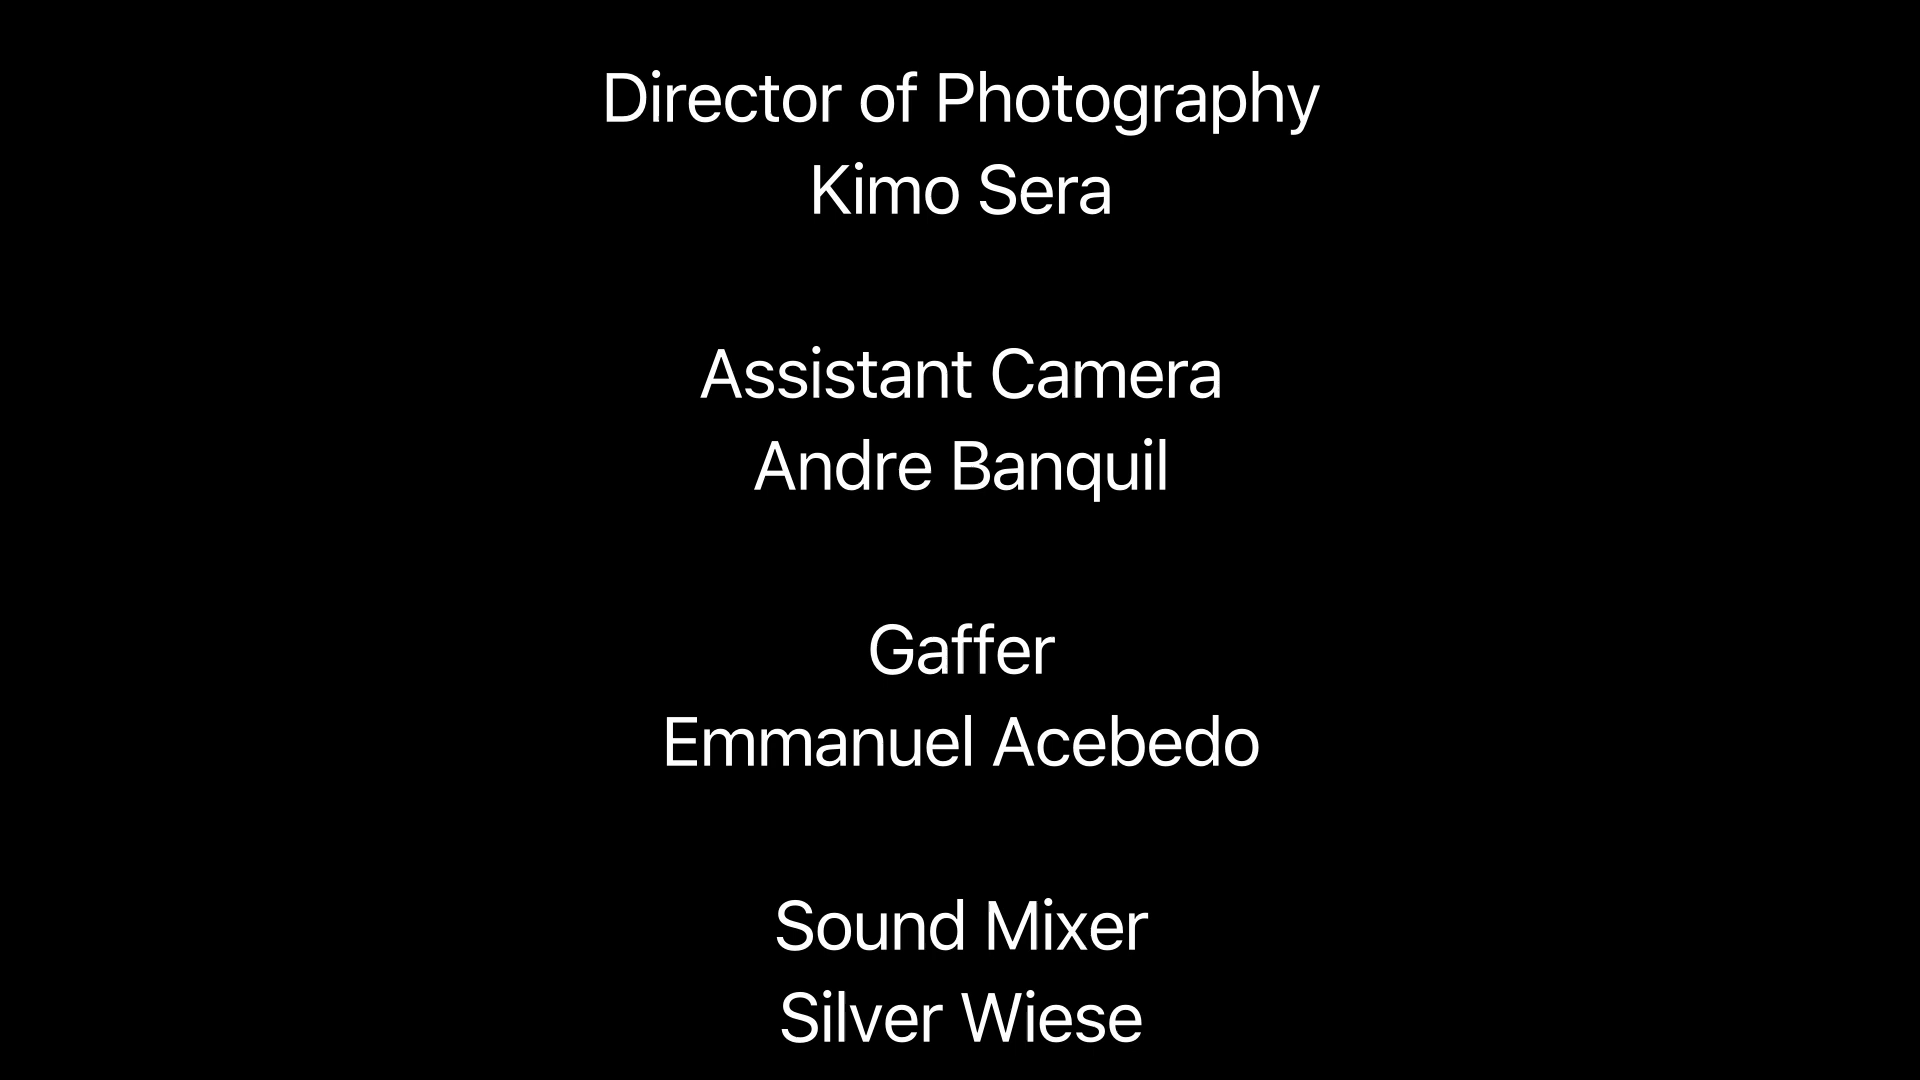 Director of Photography
Kimo Sera
Assistant Camera
Andre Banquil
Gaffer
Emmanuel Acebedo
Sound Mixer
Silver Wiese